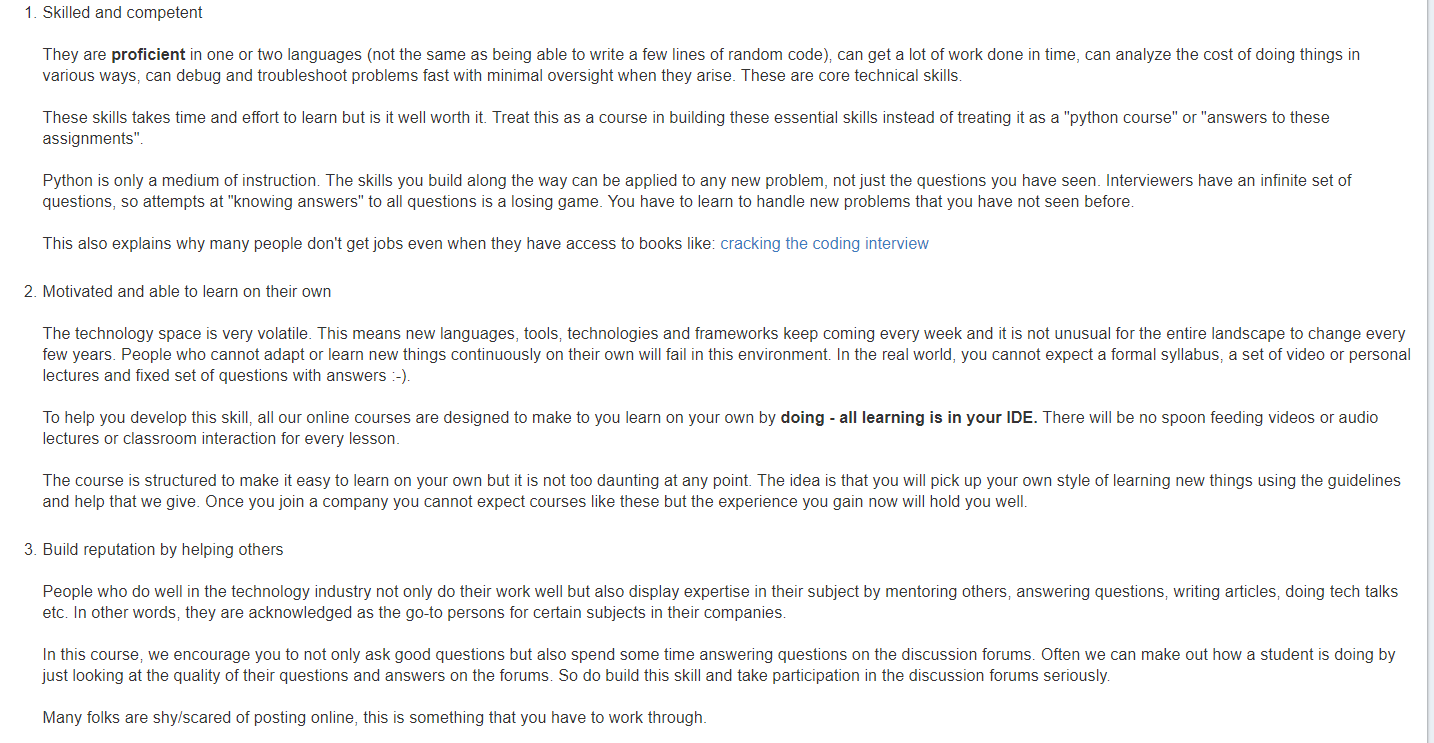 1. Skilled and competent
They are proficient in one or two languages (not the same as being able to write a few lines of random code), can get a lot of work done in time, can analyze the cost of doing things in
various ways, can debug and troubleshoot problems fast with minimal oversight when they arise. These are core technical skills.
These skills takes time and effort to learn but is it well worth it. Treat this as a course in building these essential skills instead of treating it as a "python course" or "answers to these
assignments".
Python is only a medium of instruction. The skills you build along the way can be applied to any new problem, not just the questions you have seen. Interviewers have an infinite set of
questions, so attempts at "knowing answers" to all questions is a losing game. You have to learn to handle new problems that you have not seen before.
This also explains why many people don't get jobs even when they have access to books like: cracking the coding interview
2. Motivated and able to learn on their own
The technology space is very volatile. This means new languages, tools, technologies and frameworks keep coming every week and it is not unusual for the entire landscape to change every
few years. People who cannot adapt or learn new things continuously on their own will fail in this environment. In the real world, you cannot expect a formal syllabus, a set of video or personal
lectures and fixed set of questions with answers :-).
To help you develop this skill, all our online courses are designed to make to you learn on your own by doing - all learning is in your IDE. There will be no spoon feeding videos or audio
lectures or classroom interaction for every lesson.
The course is structured to make it easy to learn on your own but it is not too daunting at any point. The idea is that you will pick up your own style of learning new things using the guidelines
and help that we give. Once you join a company you cannot expect courses like these but the experience you gain now will hold you well.
3. Build reputation by helping others
People who do well in the technology industry not only do their work well but also display expertise in their subject by mentoring others, answering questions, writing articles, doing tech talks
etc. In other words, they are acknowledged as the go-to persons for certain subjects in their companies.
In this course, we encourage you to not only ask good questions but also spend some time answering questions on the discussion forums. Often we can make out how a student is doing by
just looking at the quality of their questions and answers on the forums. So do build this skill and take participation in the discussion forums seriously.
Many folks are shy/scared of posting online, this is something that you have to work through.